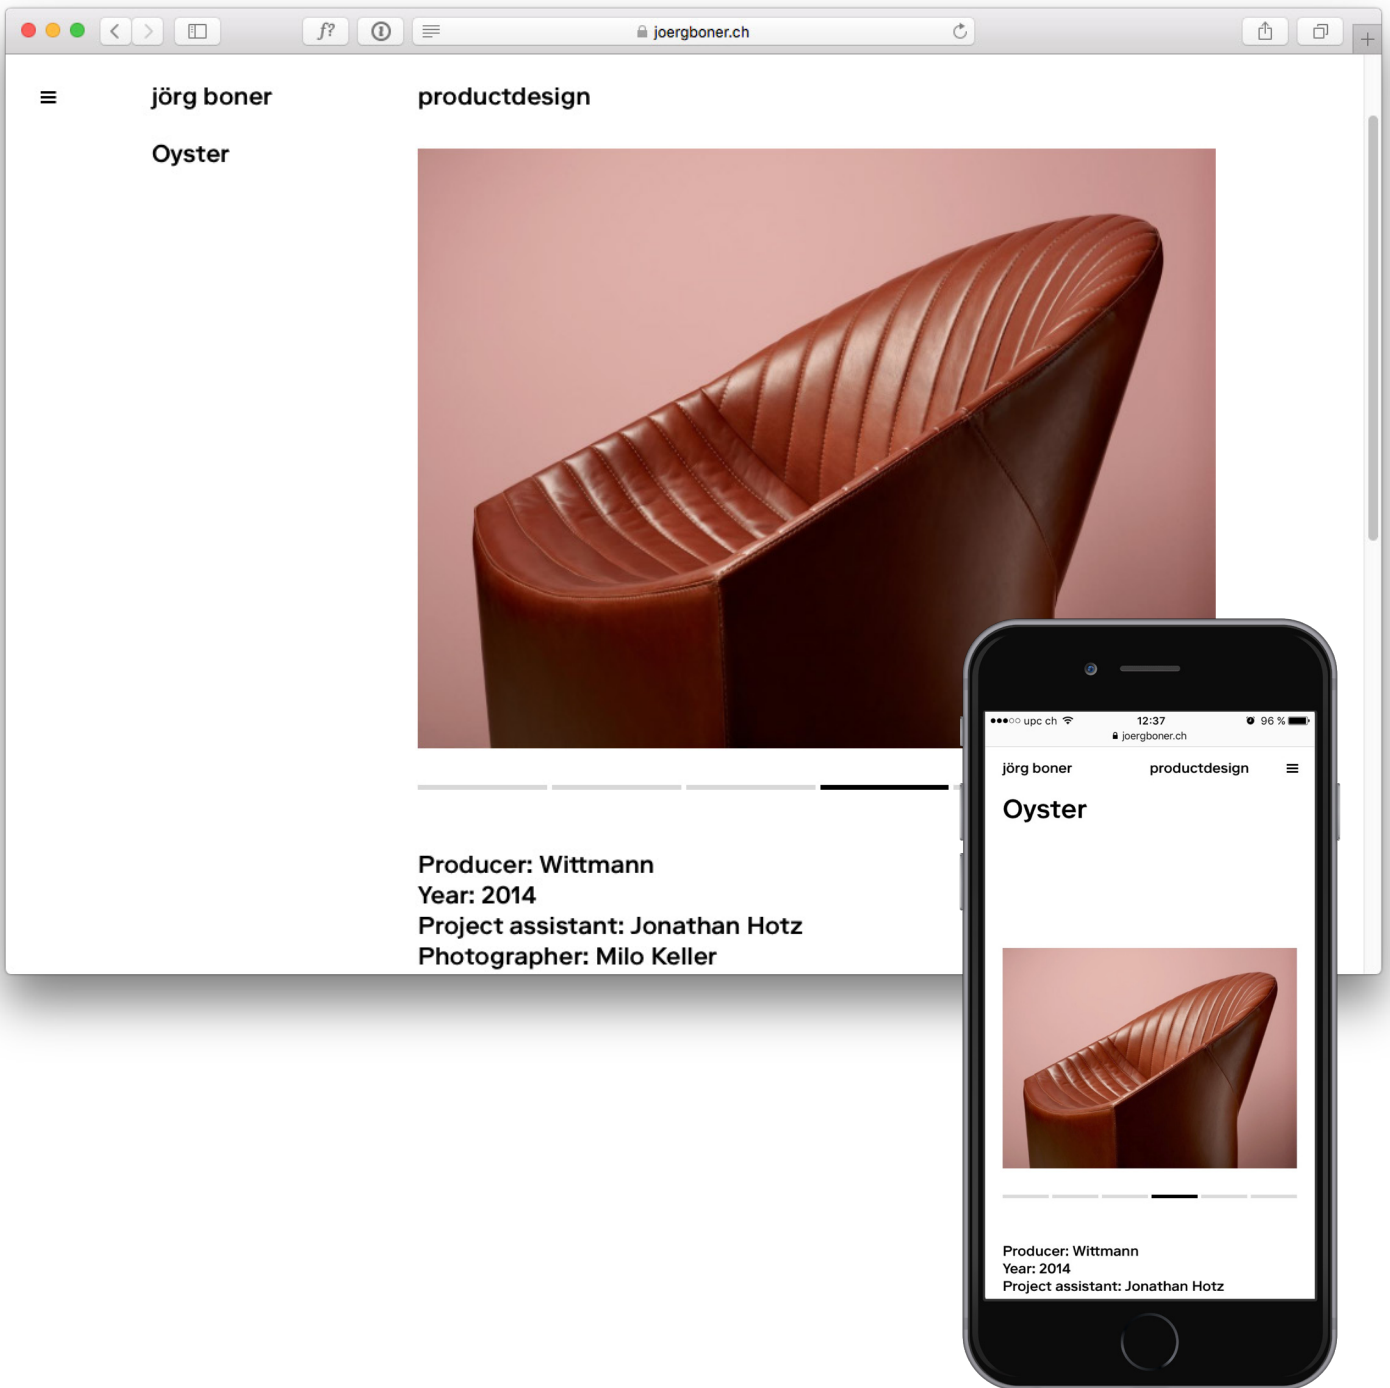 f?
joergboner.ch
jörg boner
productdesign
Oyster
Producer: Wittmann
Year: 2014
Project assistant: Jonathan Hotz
Photographer: Milo Keller
upc ch
12:37
96 %
joergboner.ch
jörg boner
productdesign
Oyster
Producer: Wittmann
Year: 2014
Project assistant: Jonathan Hotz